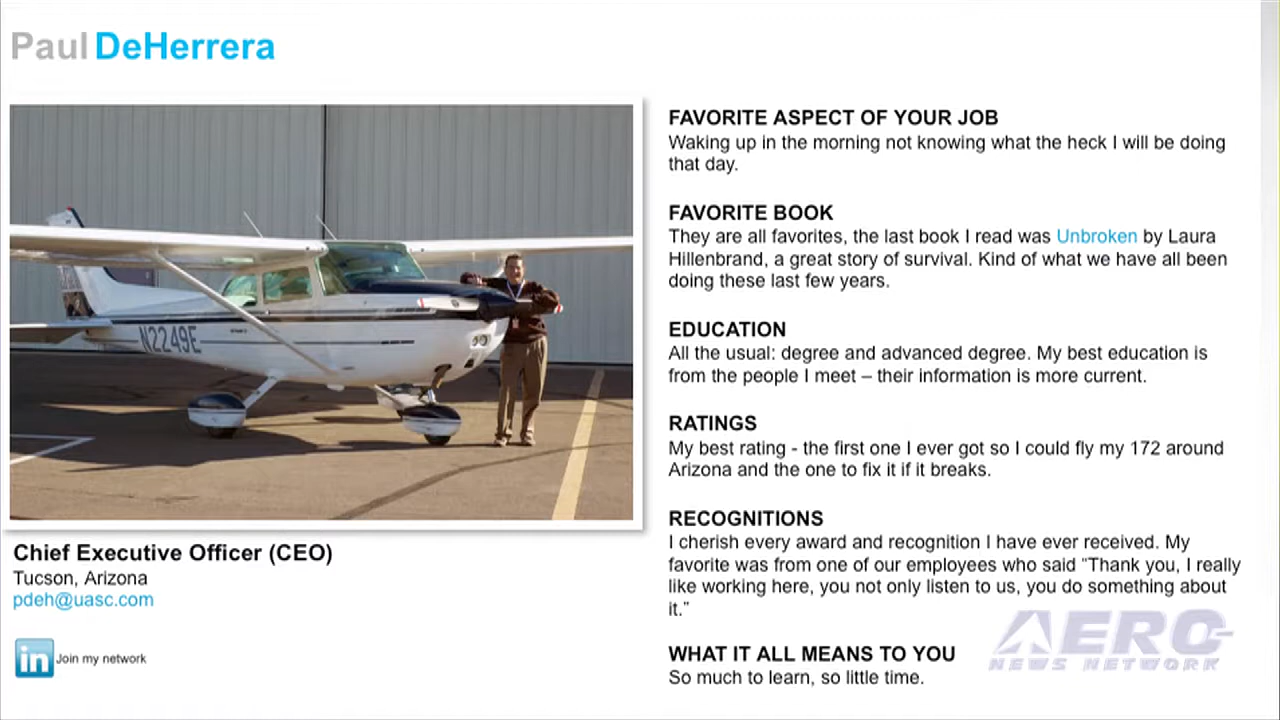 Paul DeHerrera
N2249E
Chief Executive Officer (CEO)
Tucson, Arizona
pdeh@uasc.com
in Join my network
FAVORITE ASPECT OF YOUR JOB
Waking up in the morning not knowing what the heck I will be doing
that day.
FAVORITE BOOK
They are all favorites, the last book I read was Unbroken by Laura
Hillenbrand, a great story of survival. Kind of what we have all been
doing these last few years.
EDUCATION
All the usual: degree and advanced degree. My best education is
from the people I meet – their information is more current.
RATINGS
My best rating - the first one I ever got so I could fly my 172 around
Arizona and the one to fix it if it breaks.
RECOGNITIONS
I cherish every award and recognition I have ever received. My
favorite was from one of our employees who said “Thank you, I really
like working here, you not only listen to us, you do something about
it.”
WHAT IT ALL MEANS TO YOU
So much to learn, so little time.
AERO
NEWS NETWORK